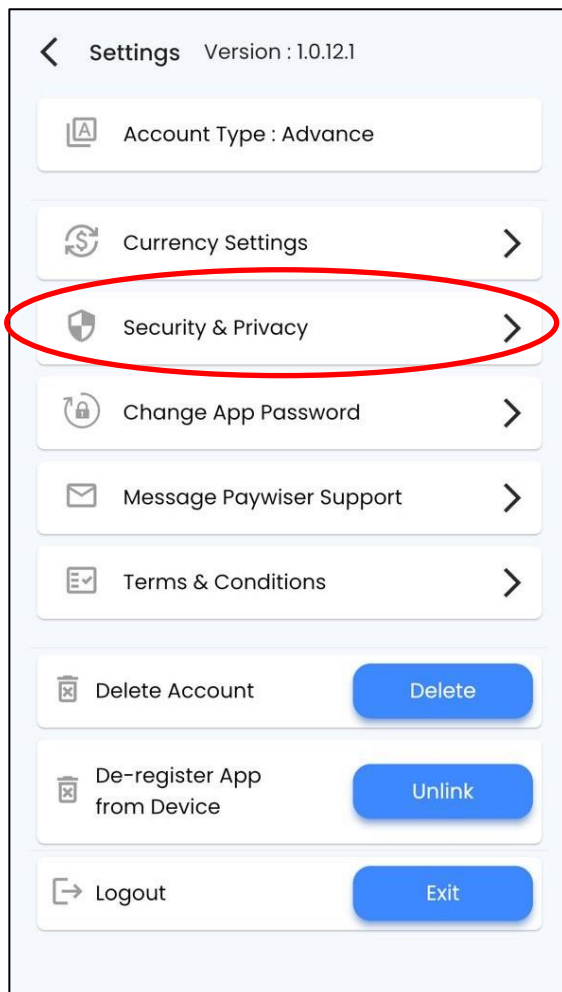 Settings Version : 1.0.12.1
Account Type : Advance
Currency Settings
Security & Privacy
Change App Password
Message Paywiser Support
Terms & Conditions
Delete Account Delete
De-register App
from Device Unlink
Logout Exit